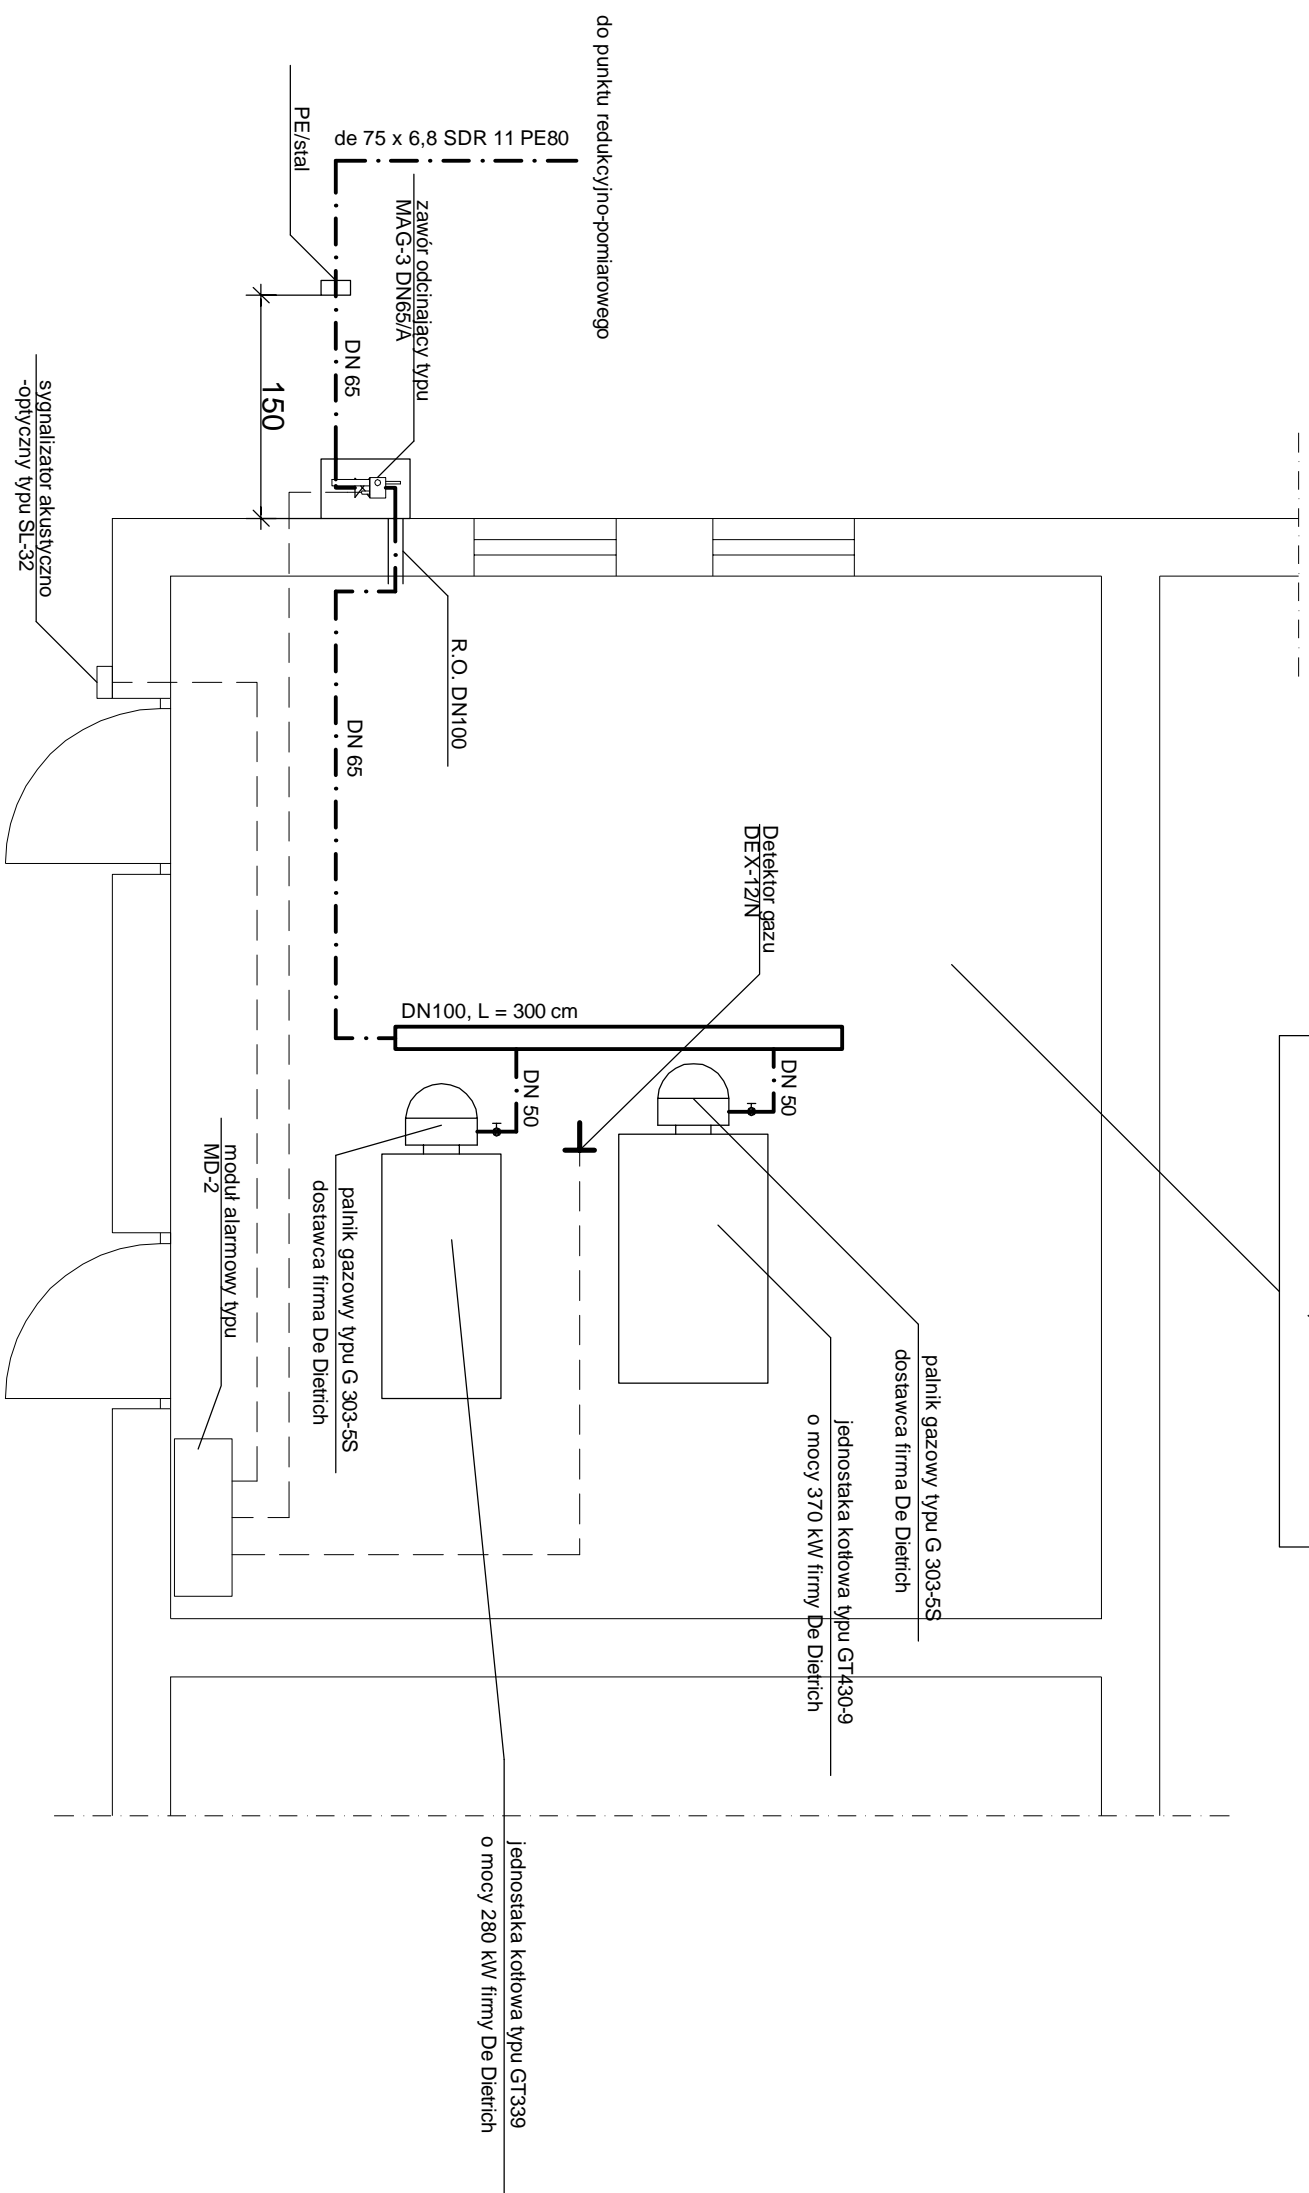 do punktu redukcyjno-pomiarowego
de 75 x 6,8 SDR 11 PE80
PE/stal
zawór odcinający typu
MAG-3 DN65/A
DN 65
150
sygnalizator akustyczno
-optyczny typu SL-32
R.O. DN100
DN 65
Detektor gazu
DEX-12/N
DN100, L = 300 cm
DN 50
DN 50
moduł alarmowy typu
MD-2
palnik gazowy typu G 303-5S
dostawca firma De Dietrich
palnik gazowy typu G 303-5S
dostawca firma De Dietrich
jednostaka kotłowa typu GT430-9
o mocy 370 kW firmy De Dietrich
jednostaka kotłowa typu GT339
o mocy 280 kW firmy De Dietrich